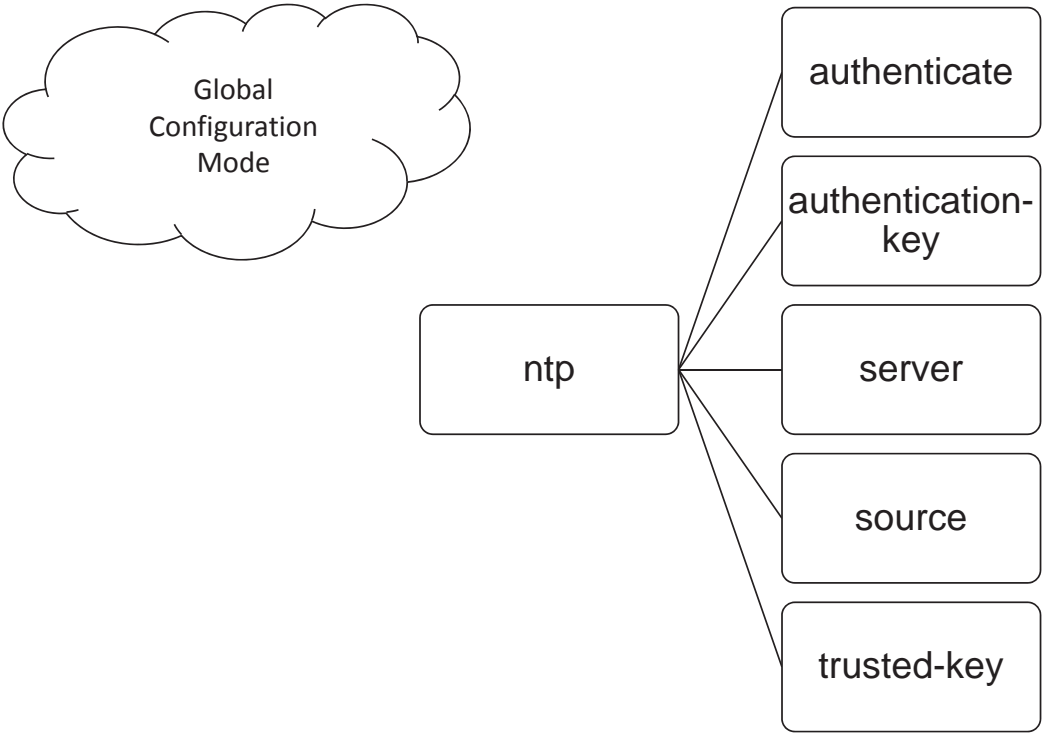 Global
Configuration
Mode
ntp
authenticate
authentication-
key
server
source
trusted-key